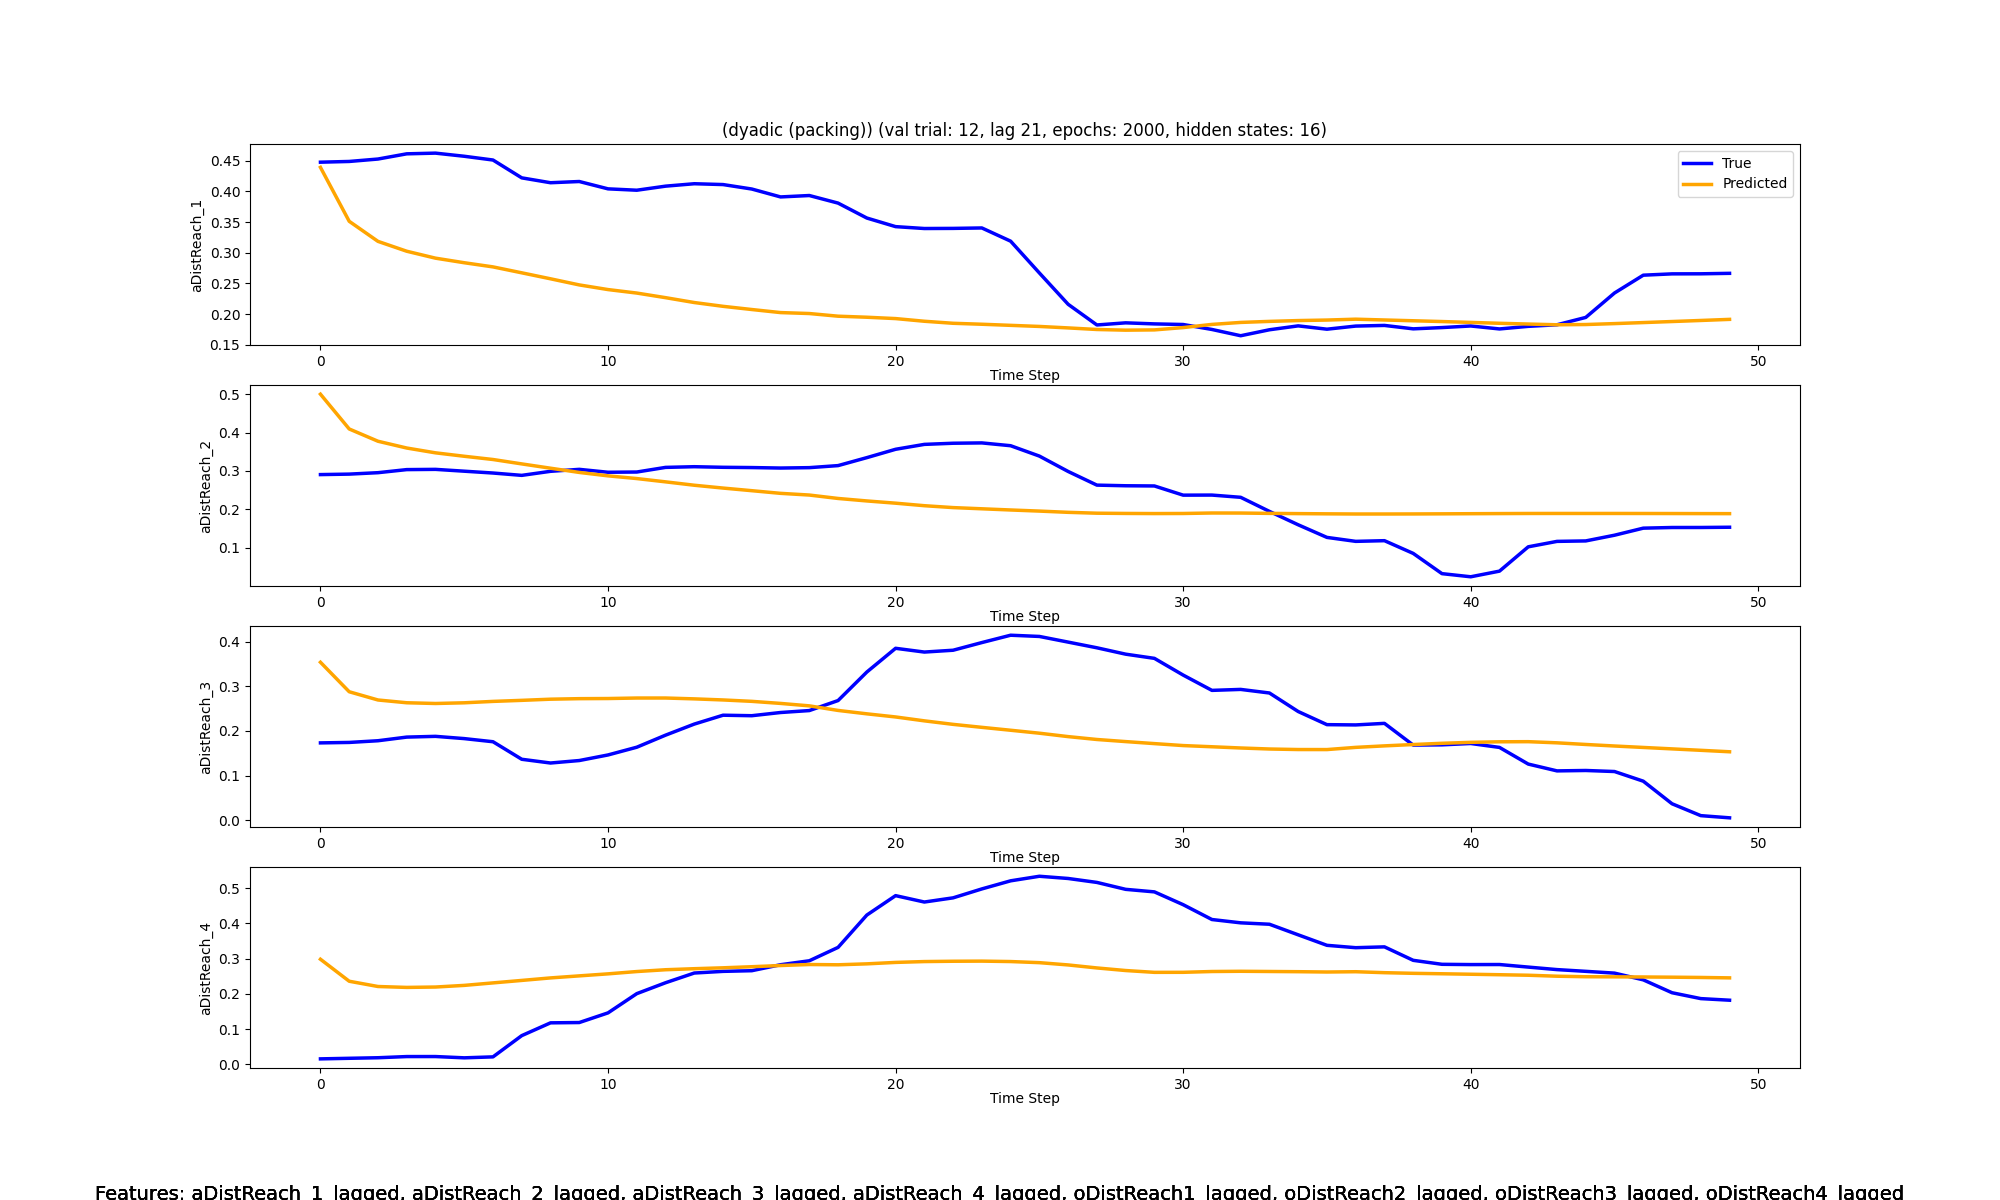 (dyadic (packing)) (val trial: 12, lag 21, epochs: 2000, hidden states: 16)
True
Predicted
aDistReach_1
0.45
0.40
0.35
0.30
0.25
0.20
0.15
0 10 20 30 40 50
Time Step
aDistReach_2
0.5
0.4
0.3
0.2
0.1
0 10 20 30 40 50
Time Step
aDistReach_3
0.4
0.3
0.2
0.1
0.0
0 10 20 30 40 50
Time Step
aDistReach_4
0.5
0.4
0.3
0.2
0.1
0.0
0 10 20 30 40 50
Time Step
Features: aDistReach_1_lagged, aDistReach_2_lagged, aDistReach_3_lagged, aDistReach_4_lagged, oDistReach1_lagged, oDistReach2_lagged, oDistReach3_lagged, oDistReach4_lagged